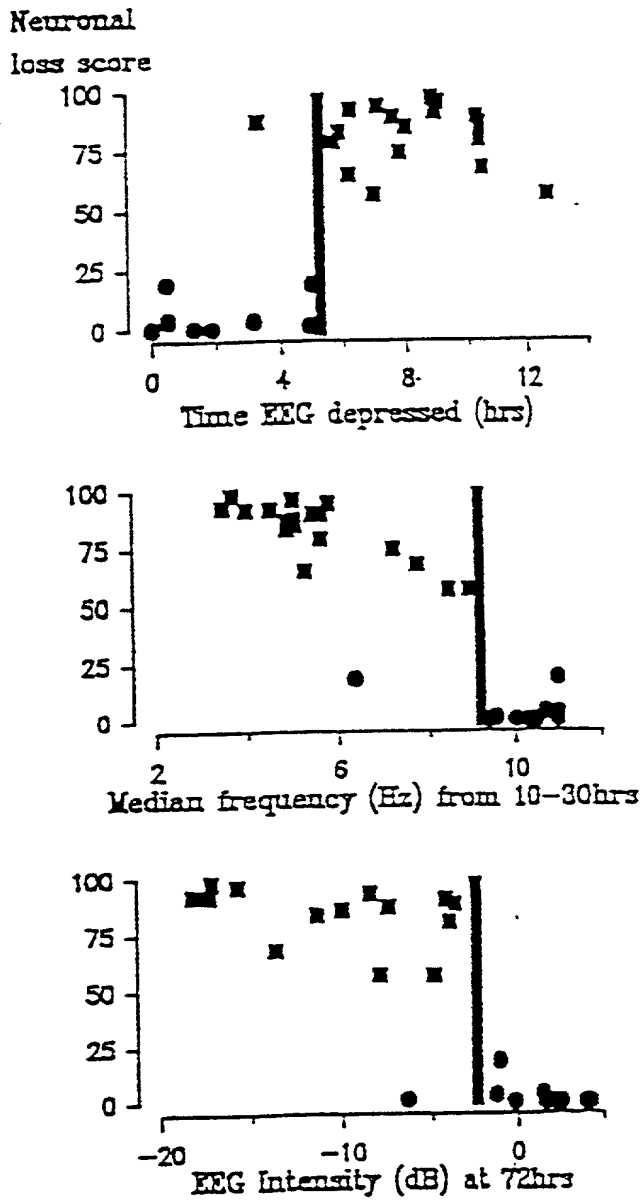 Neuronal
loss score
100
75
50
25
0
0 4 8 12
Time EEG depressed (hrs)
100
75
50
25
0
2 6 10
Median frequency (Hz) from 10-30hrs
100
75
50
25
0
-20 -10 0
EEG Intensity (dB) at 72hrs